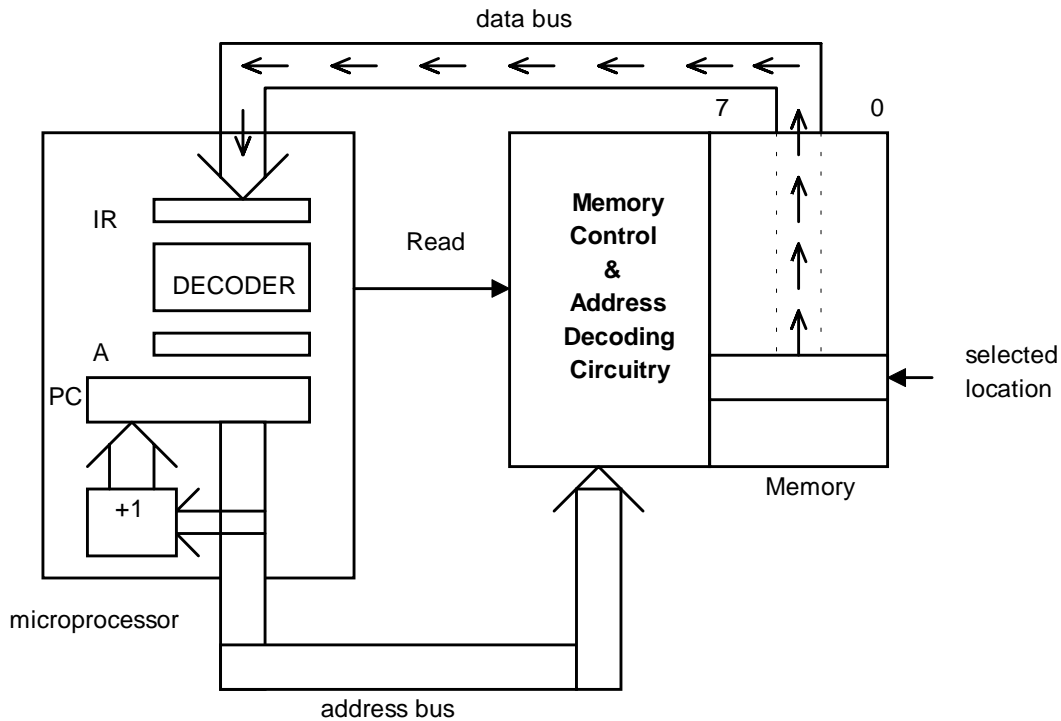 data bus
7 0
IR
DECODER
A
PC
+1
microprocessor
Read
Memory
Control
&
Address
Decoding
Circuitry
selected
location
Memory
address bus